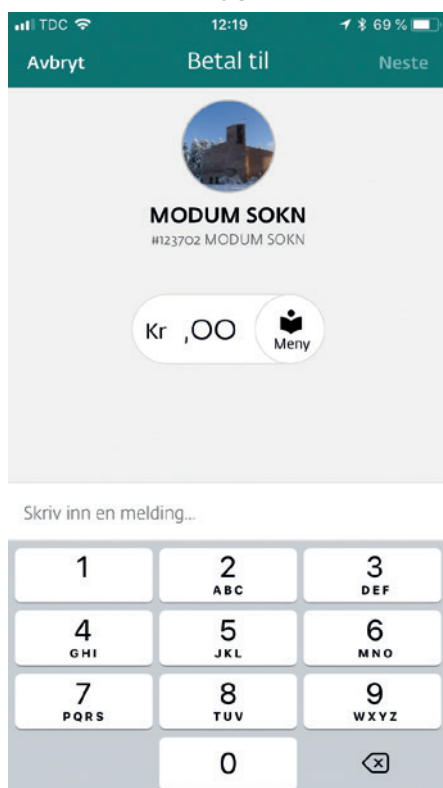 TDC 12:19 69 %
Avbryt Betal til Neste
MODUM SOKN
#123702 MODUM SOKN
Kr ,00 Meny
Skriv inn en melding...
1 2 3
ABC DEF
4 5 6
GHI JKL MNO
7 8 9
PQRS TUV WXYZ
0